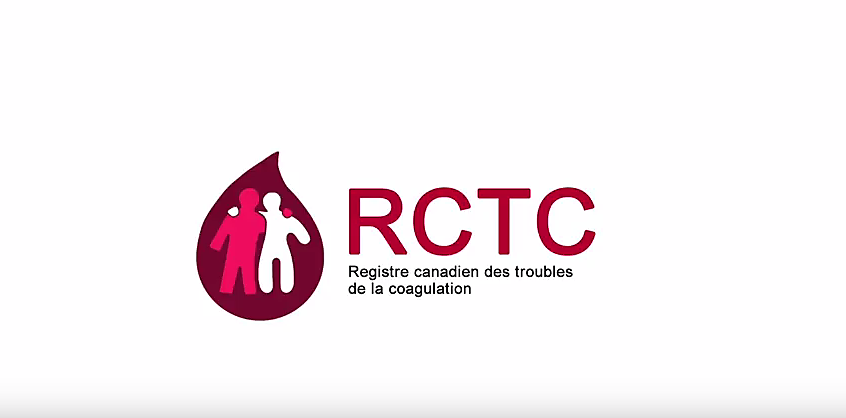 RCTC
Registre canadien des troubles
de la coagulation